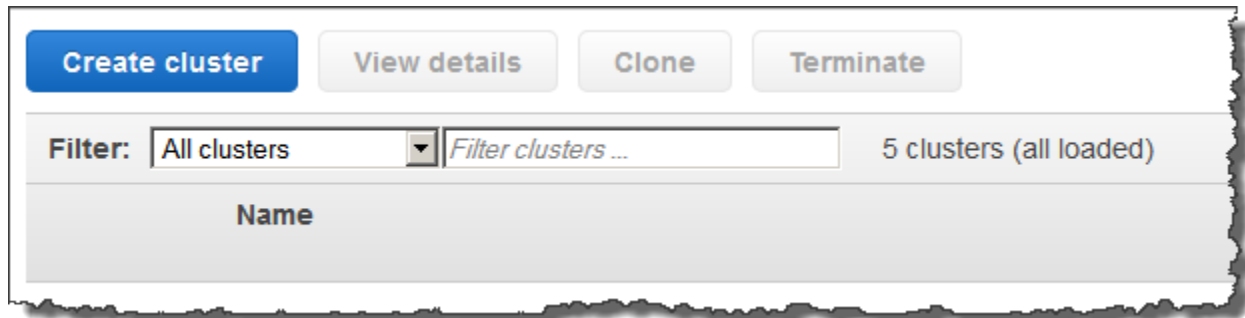 Create cluster View details Clone Terminate
Filter: All clusters Filter clusters ... 5 clusters (all loaded)
Name